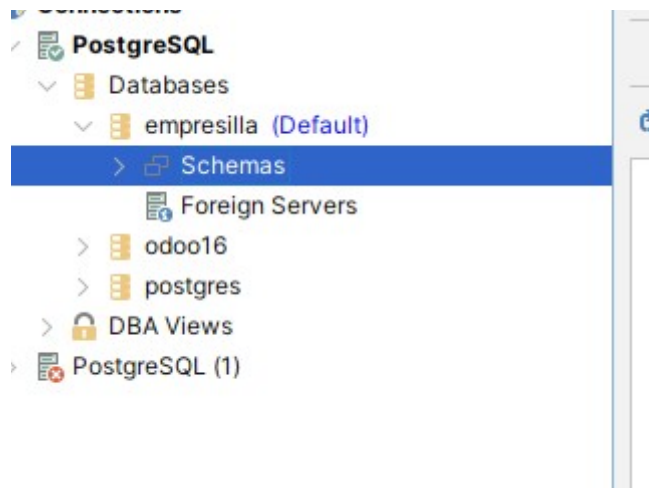 PostgreSQL
Databases
empresilla (Default)
Schemas
Foreign Servers
odoo16
postgres
DBA Views
PostgreSQL (1)